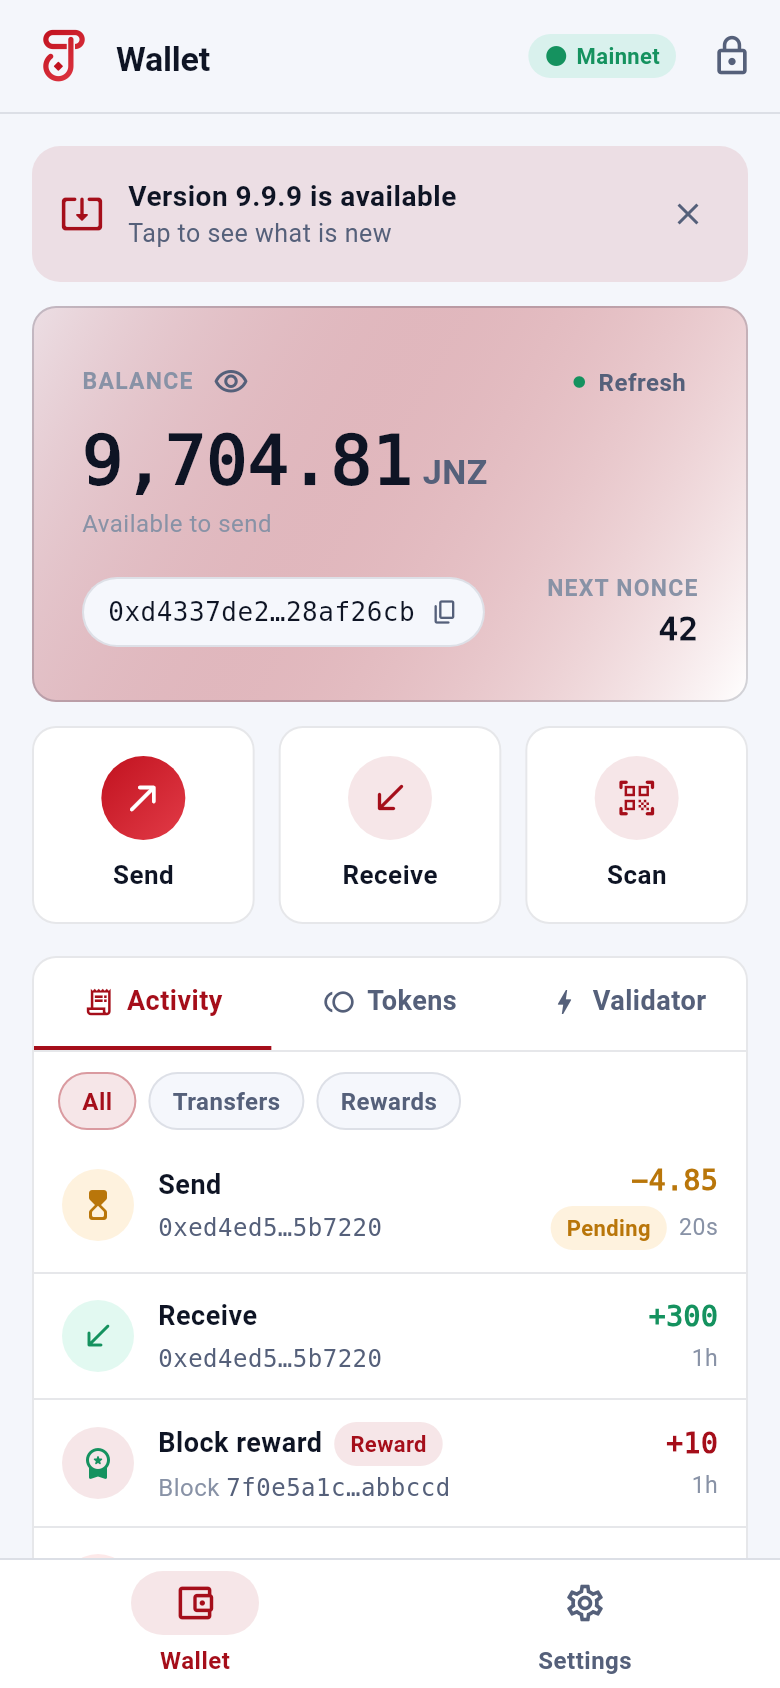 Wallet
Mainnet
Version 9.9.9 is available
Tap to see what is new
BALANCE
Refresh
9,704.81 JNZ
Available to send
0xd4337de2…28af26cb
NEXT NONCE
42
Send
Receive
Scan
Activity
Tokens
Validator
All
Transfers
Rewards
Send
−4.85
0xed4ed5…5b7220
Pending
20s
Receive
+300
0xed4ed5…5b7220
1h
Block reward
Reward
+10
Block 7f0e5a1c…abbccd
1h
Wallet
Settings